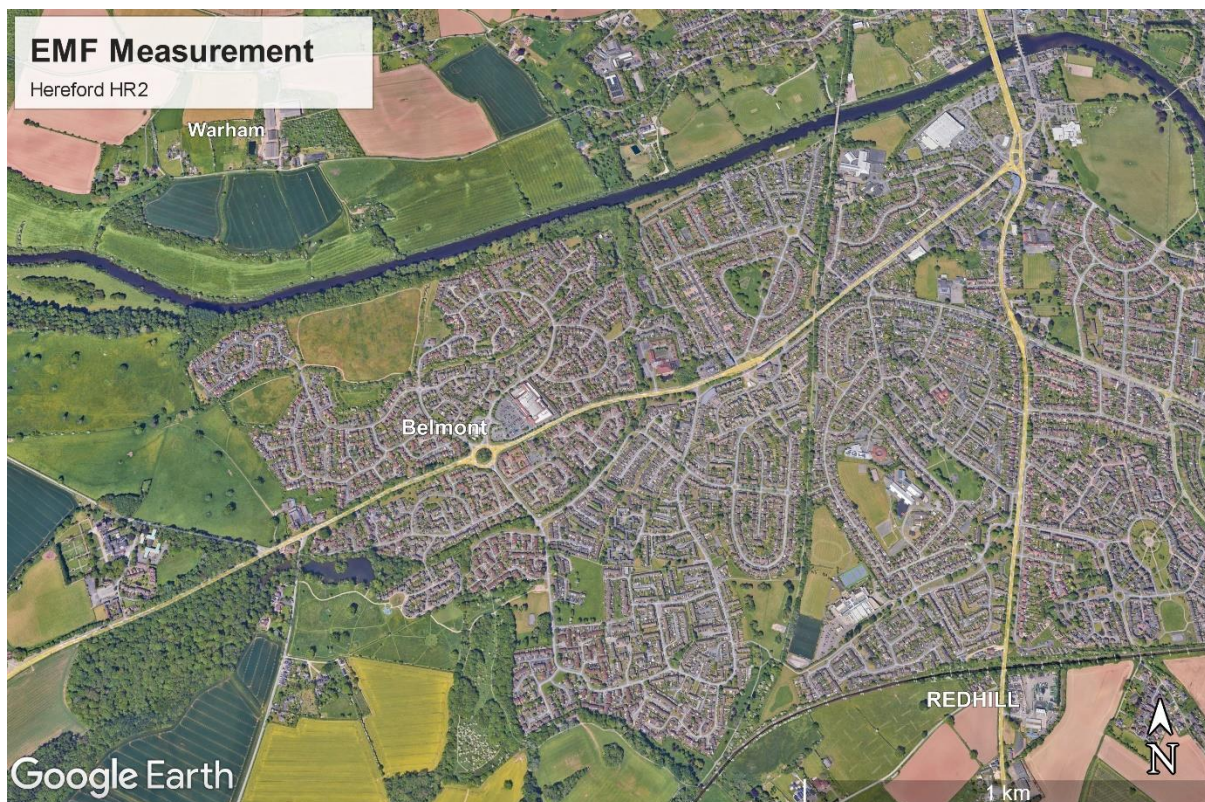 EMF Measurement
Hereford HR2
Warham
Belmont
REDHILL
Google Earth
1 km
N